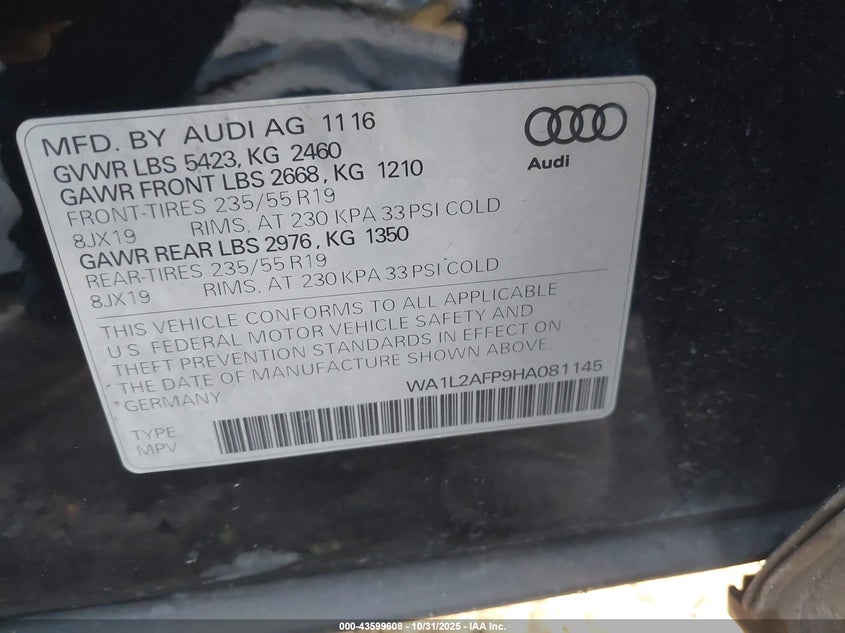 MFD. BY AUDI AG 11 16
GVWR LBS 5423, KG 2460
GAWR FRONT LBS 2668, KG 1210
FRONT-TIRES 235/55 R19
8JX19 RIMS. AT 230 KPA 33 PSI COLD
GAWR REAR LBS 2976, KG 1350
REAR-TIRES 235/55 R19
8JX19 RIMS. AT 230 KPA 33 PSI COLD
Audi
THIS VEHICLE CONFORMS TO ALL APPLICABLE
U.S. FEDERAL MOTOR VEHICLE SAFETY AND
THEFT PREVENTION STANDARDS IN EFFECT ON
THE DATE OF MANUFACTURE SHOWN ABOVE
GERMANY WA1L2AFP9HA081145
TYPE
MPV
000-43599608 - 10/31/2025 - IAA Inc.